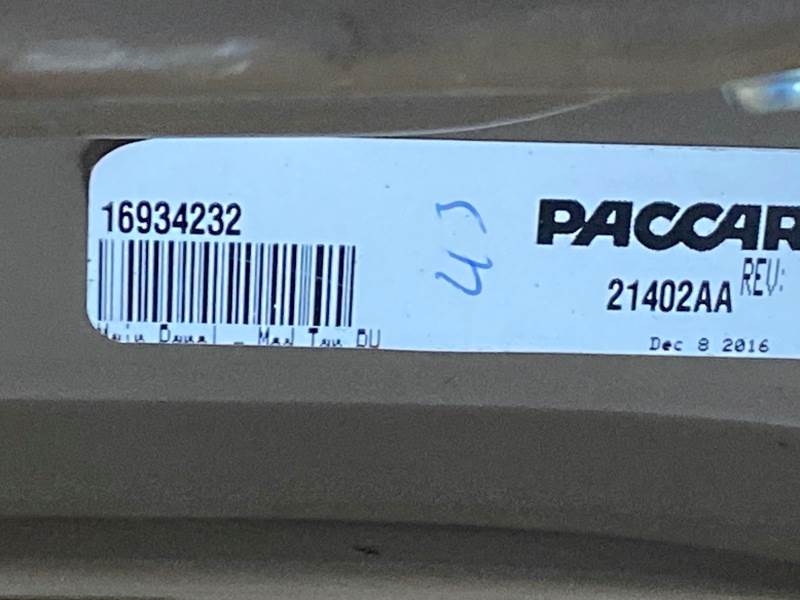 16934232
PACCAR
21402AA
REV:
Dec 8 2016